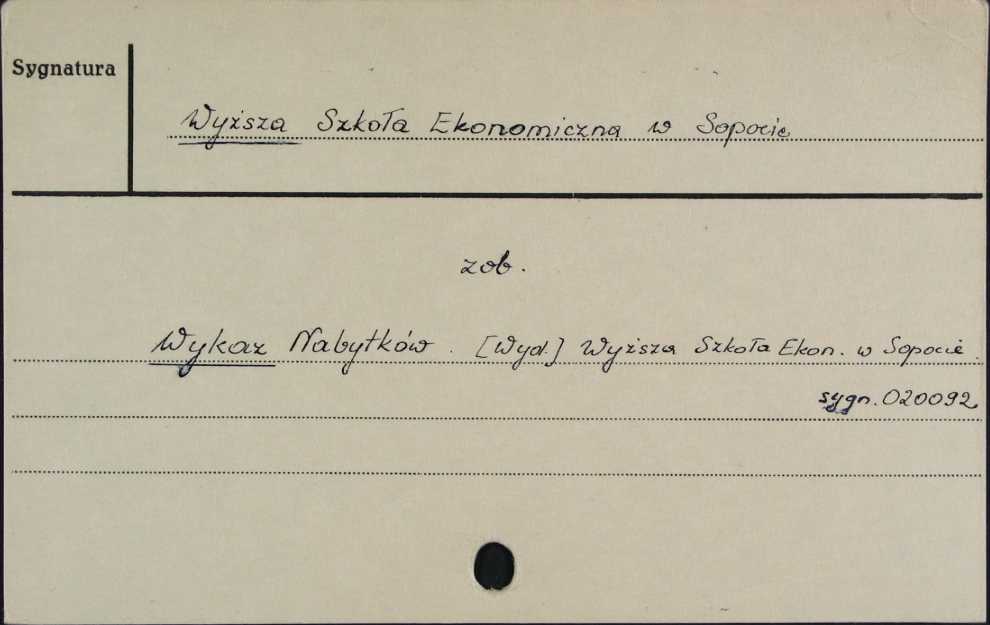 Sygnatura
Wyższa Szkoła Ekonomiczna w Sopocie
zob.
Wykaz Nabytków. [Wyd.] Wyższa Szkoła Ekon. w Sopocie.
sygn. 020092